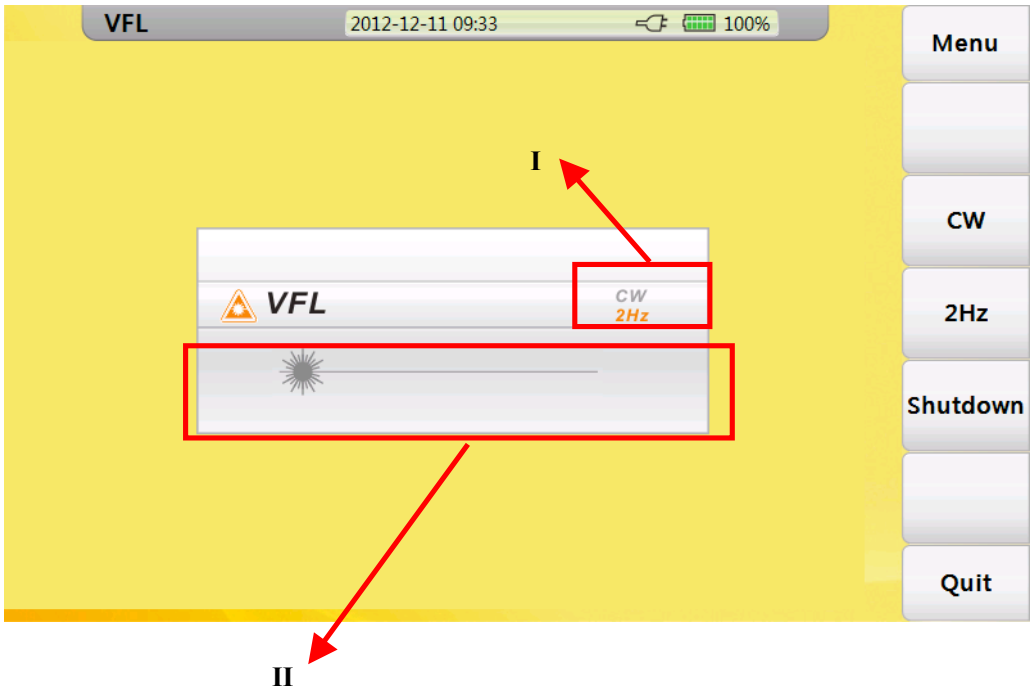 VFL
2012-12-11 09:33
100%
Menu
I
CW
VFL
CW
2Hz
2Hz
Shutdown
Quit
II